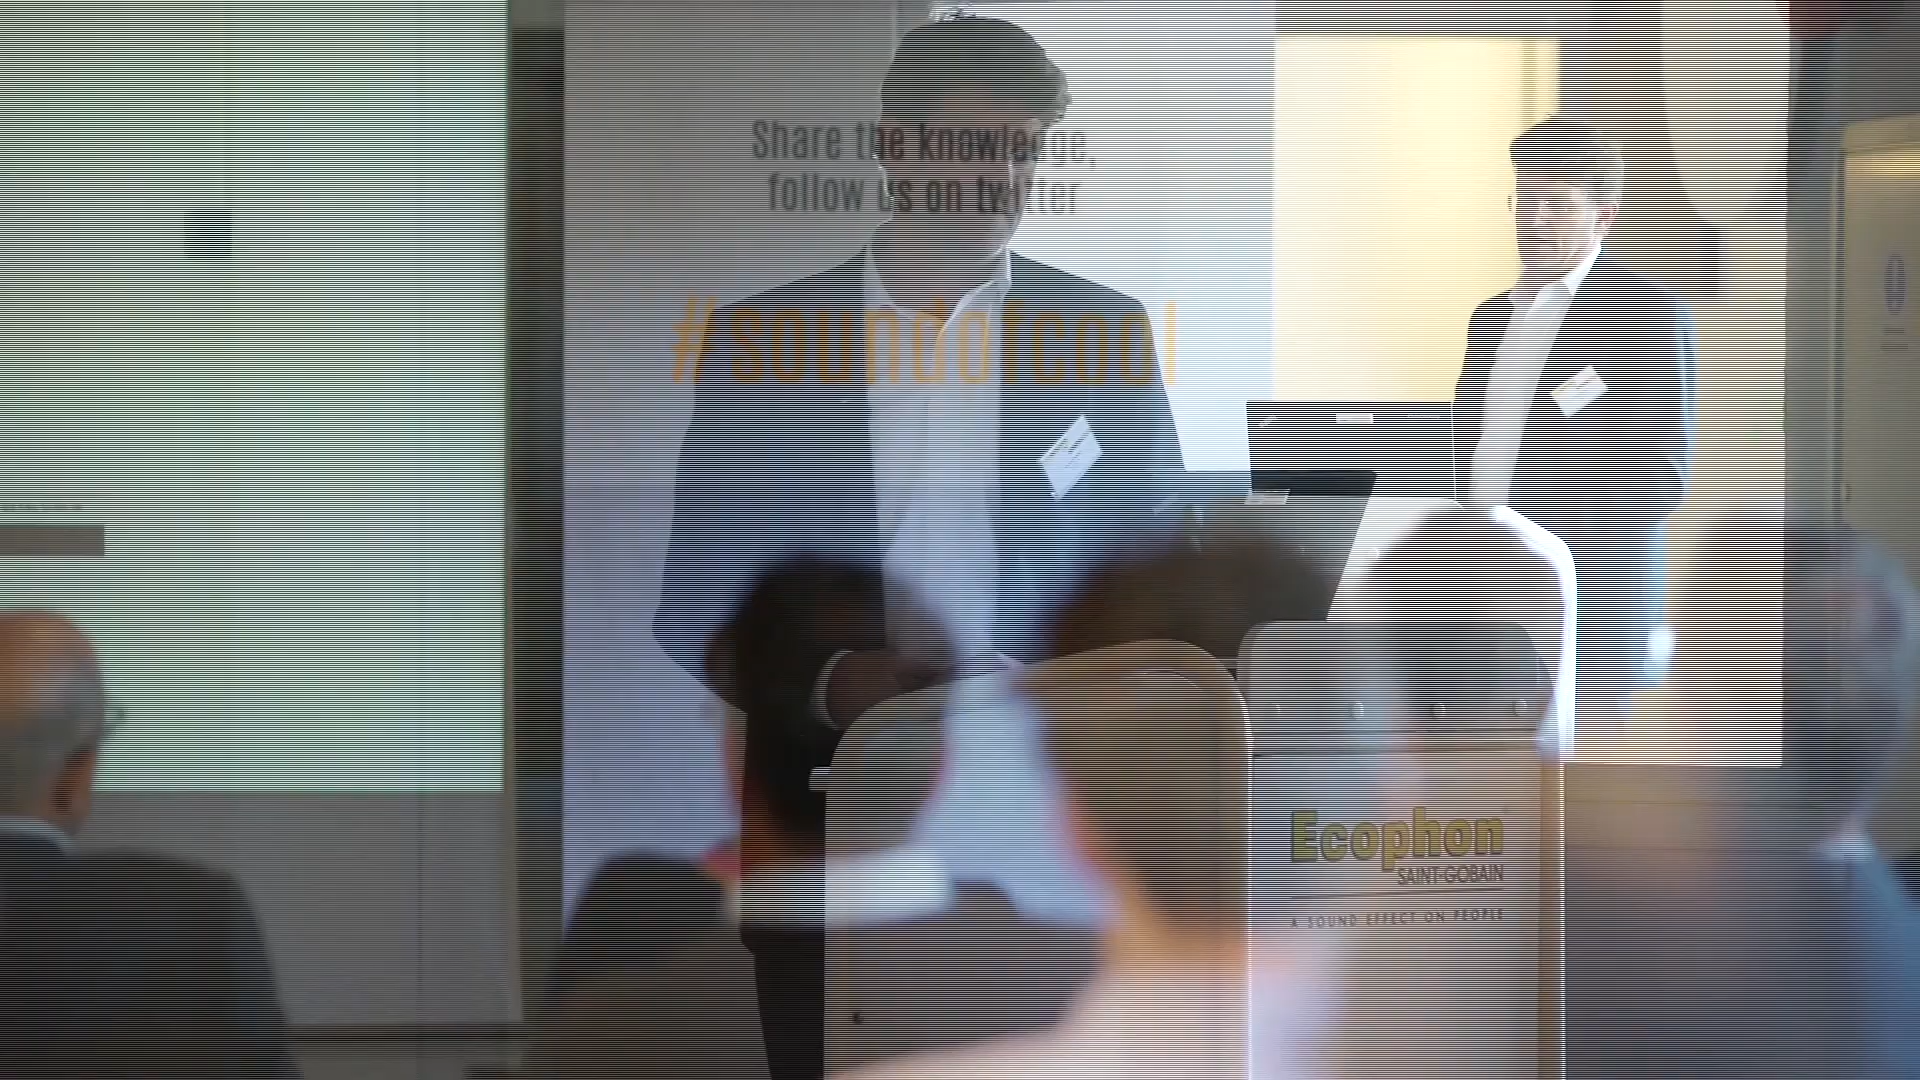 Share the knowledge,
follow us on twitter
#soundofcool
Ecophon
SAINT-GOBAIN
A SOUND EFFECT ON PEOPLE